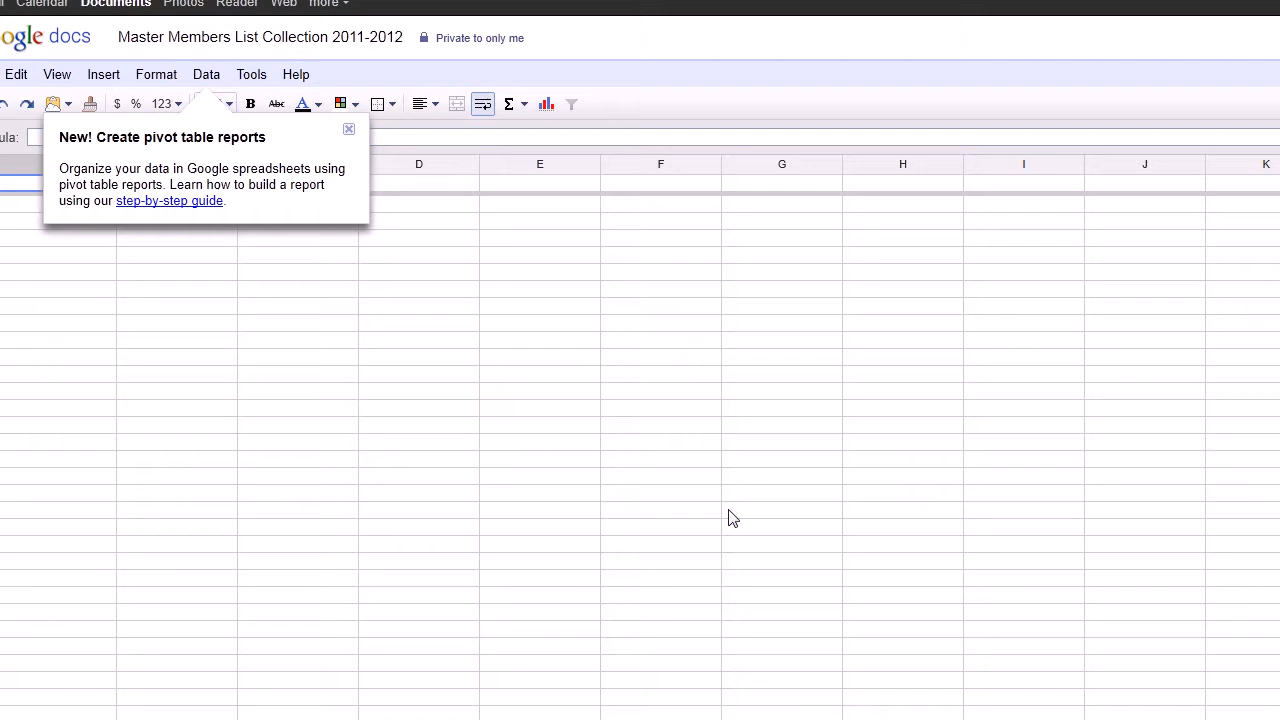 Calendar Documents Photos Reader Web more
ogle docs Master Members List Collection 2011-2012 Private to only me
Edit View Insert Format Data Tools Help
$ % 123 B Abc A Σ
ula:
New! Create pivot table reports
Organize your data in Google spreadsheets using
pivot table reports. Learn how to build a report
using our step-by-step guide.
D E F G H I J K